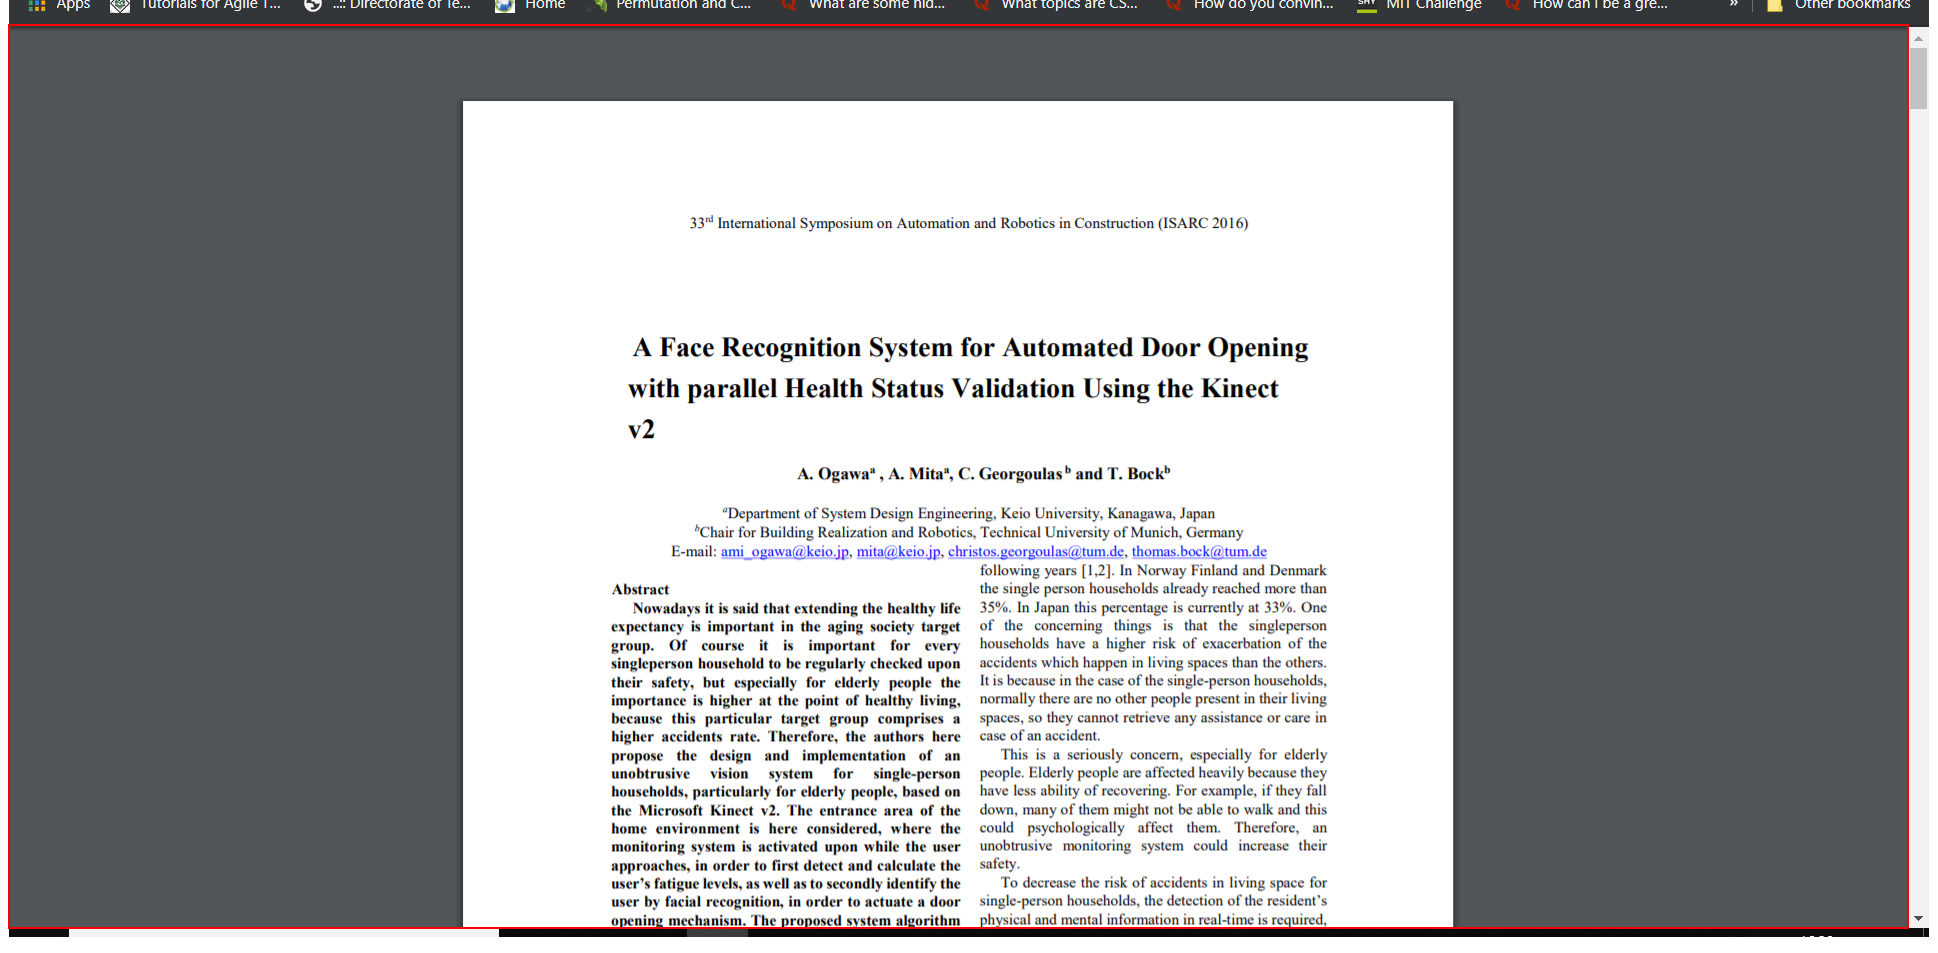 Apps Tutorials for Agile T... ..:: Directorate of Te... Home Permutation and C... What are some hid... What topics are CS... How do you convin... MIT Challenge How can I be a gre... » Other bookmarks
33rd International Symposium on Automation and Robotics in Construction (ISARC 2016)
A Face Recognition System for Automated Door Opening
with parallel Health Status Validation Using the Kinect
v2
A. Ogawaa , A. Mitaa, C. Georgoulas b and T. Bockb
aDepartment of System Design Engineering, Keio University, Kanagawa, Japan
bChair for Building Realization and Robotics, Technical University of Munich, Germany
E-mail: ami_ogawa@keio.jp, mita@keio.jp, christos.georgoulas@tum.de, thomas.bock@tum.de
Abstract
Nowadays it is said that extending the healthy life
expectancy is important in the aging society target
group. Of course it is important for every
singleperson household to be regularly checked upon
their safety, but especially for elderly people the
importance is higher at the point of healthy living,
because this particular target group comprises a
higher accidents rate. Therefore, the authors here
propose the design and implementation of an
unobtrusive vision system for single-person
households, particularly for elderly people, based on
the Microsoft Kinect v2. The entrance area of the
home environment is here considered, where the
monitoring system is activated upon while the user
approaches, in order to first detect and calculate the
user's fatigue levels, as well as to secondly identify the
user by facial recognition, in order to actuate a door
opening mechanism. The proposed system algorithm
following years [1,2]. In Norway Finland and Denmark
the single person households already reached more than
35%. In Japan this percentage is currently at 33%. One
of the concerning things is that the singleperson
households have a higher risk of exacerbation of the
accidents which happen in living spaces than the others.
It is because in the case of the single-person households,
normally there are no other people present in their living
spaces, so they cannot retrieve any assistance or care in
case of an accident.
This is a seriously concern, especially for elderly
people. Elderly people are affected heavily because they
have less ability of recovering. For example, if they fall
down, many of them might not be able to walk and this
could psychologically affect them. Therefore, an
unobtrusive monitoring system could increase their
safety.
To decrease the risk of accidents in living space for
single-person households, the detection of the resident's
physical and mental information in real-time is required,